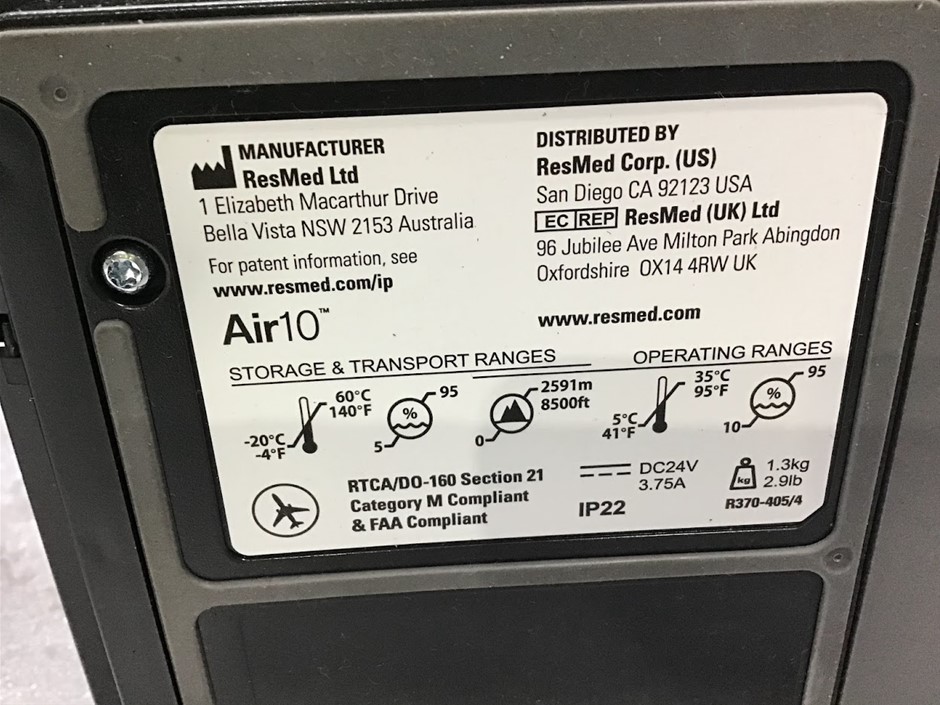 MANUFACTURER
ResMed Ltd
1 Elizabeth Macarthur Drive
Bella Vista NSW 2153 Australia
For patent information, see
www.resmed.com/ip
Air10™
DISTRIBUTED BY
ResMed Corp. (US)
San Diego CA 92123 USA
EC REP ResMed (UK) Ltd
96 Jubilee Ave Milton Park Abingdon
Oxfordshire OX14 4RW UK
www.resmed.com
STORAGE & TRANSPORT RANGES
60°C
140°F
-20°C
-4°F
95
%
5
2591m
8500ft
0
OPERATING RANGES
35°C
95°F
5°C
41°F
95
%
10
RTCA/DO-160 Section 21
Category M Compliant
& FAA Compliant
DC24V
3.75A
IP22
kg
1.3kg
2.9lb
R370-405/4